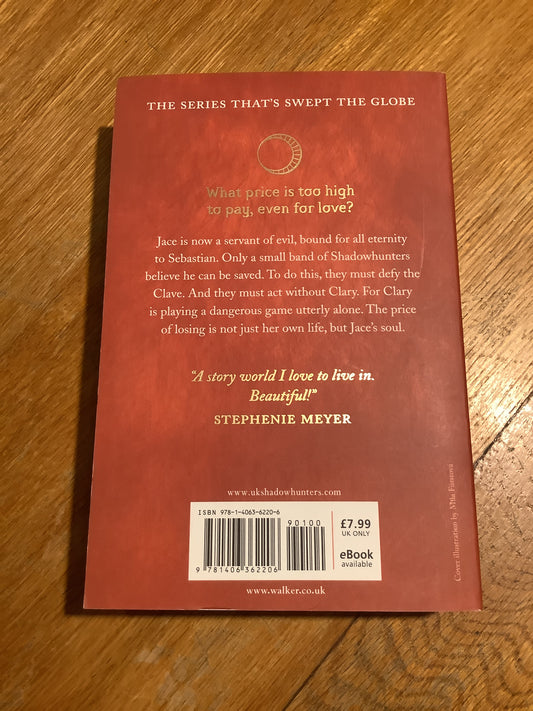 THE SERIES THAT'S SWEPT THE GLOBE
What price is too high
to pay, even for love?
Jace is now a servant of evil, bound for all eternity
to Sebastian. Only a small band of Shadowhunters
believe he can be saved. To do this, they must defy the
Clave. And they must act without Clary. For Clary
is playing a dangerous game utterly alone. The price
of losing is not just her own life, but Jace's soul.
"A story world I love to live in.
Beautiful!"
STEPHENIE MEYER
www.ukshadowhunters.com
ISBN 978-1-4063-6220-6
90100
9 781406 362206
£7.99
UK ONLY
eBook
available
www.walker.co.uk
Cover illustration by Mila